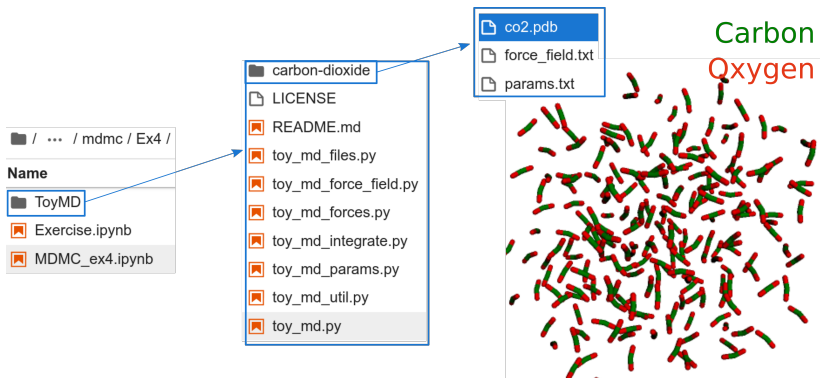 / ··· / mdmc / Ex4 /
Name
ToyMD
Exercise.ipynb
MDMC_ex4.ipynb
carbon-dioxide
LICENSE
README.md
toy_md_files.py
toy_md_force_field.py
toy_md_forces.py
toy_md_integrate.py
toy_md_params.py
toy_md_util.py
toy_md.py
co2.pdb
force_field.txt
params.txt
Carbon
Oxygen